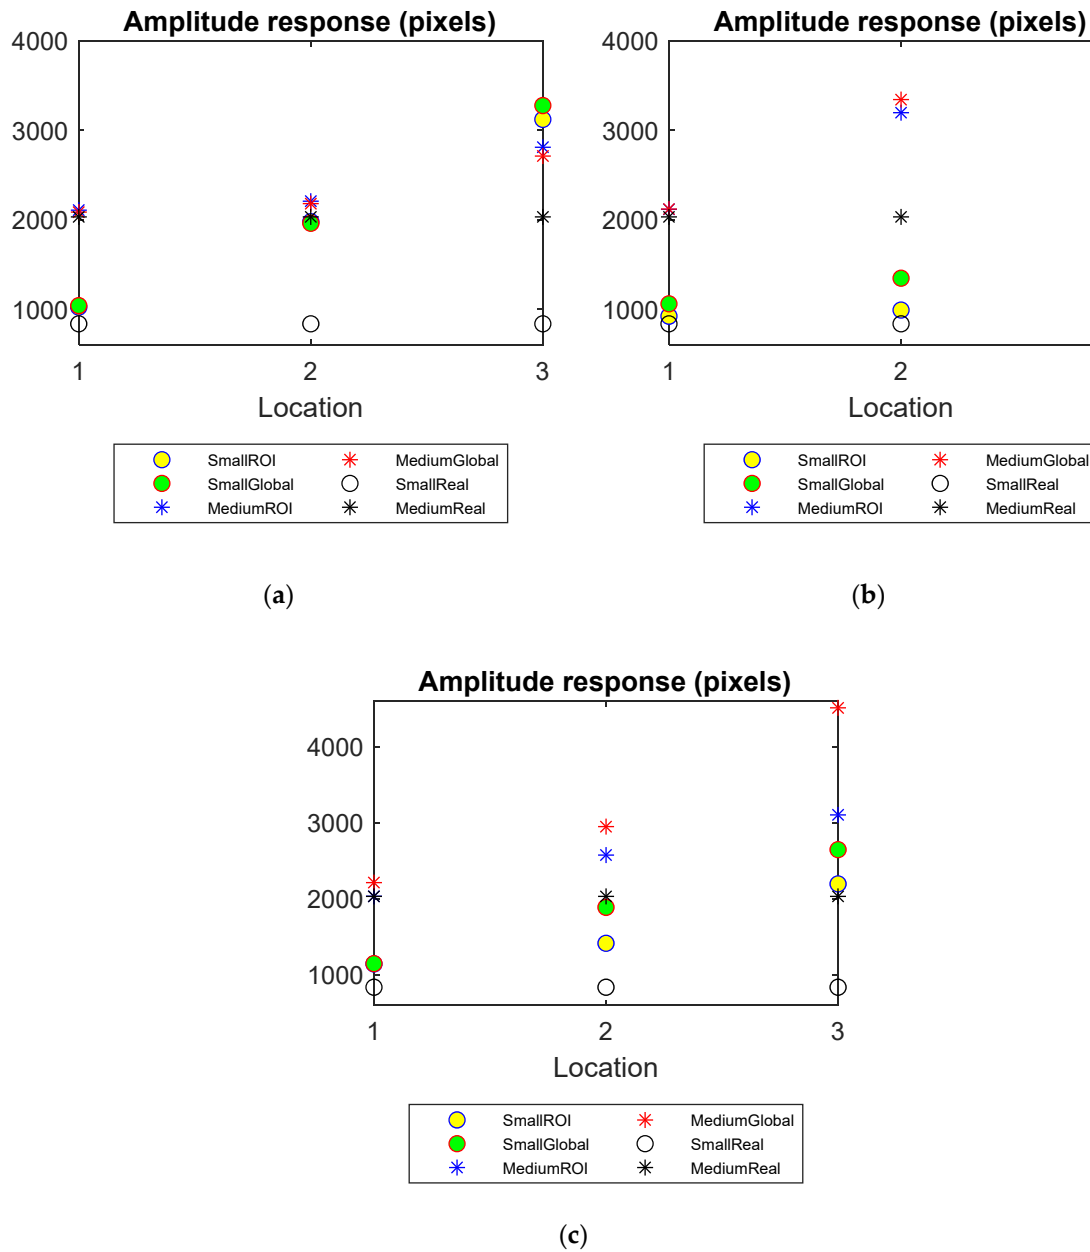 Amplitude response (pixels)
4000
3000
2000
1000
1 2 3
Location
SmallROI MediumGlobal
SmallGlobal SmallReal
MediumROI MediumReal
(a)
Amplitude response (pixels)
4000
3000
2000
1000
1 2
Location
SmallROI MediumGlobal
SmallGlobal SmallReal
MediumROI MediumReal
(b)
Amplitude response (pixels)
4000
3000
2000
1000
1 2 3
Location
SmallROI MediumGlobal
SmallGlobal SmallReal
MediumROI MediumReal
(c)